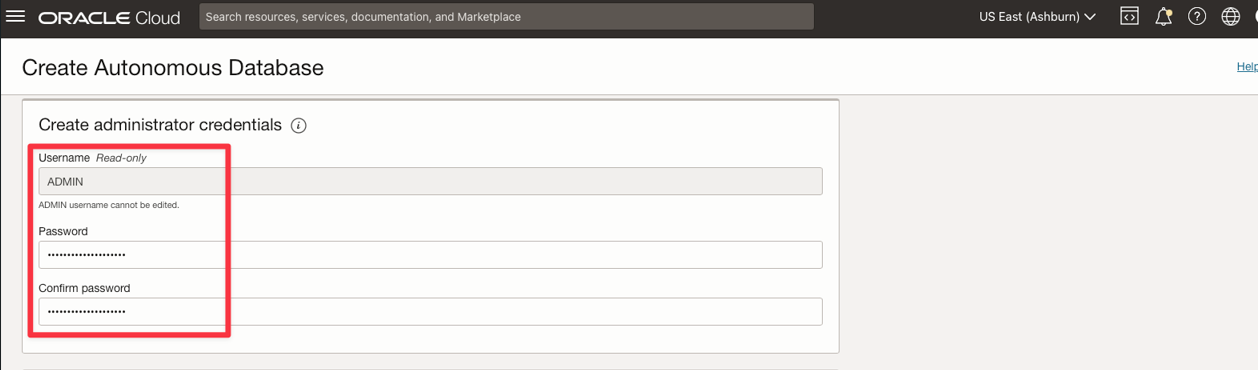 ORACLE Cloud
Search resources, services, documentation, and Marketplace
US East (Ashburn)
Create Autonomous Database
Help
Create administrator credentials
Username Read-only
ADMIN
ADMIN username cannot be edited.
Password
••••••••••••••••••••
Confirm password
••••••••••••••••••••